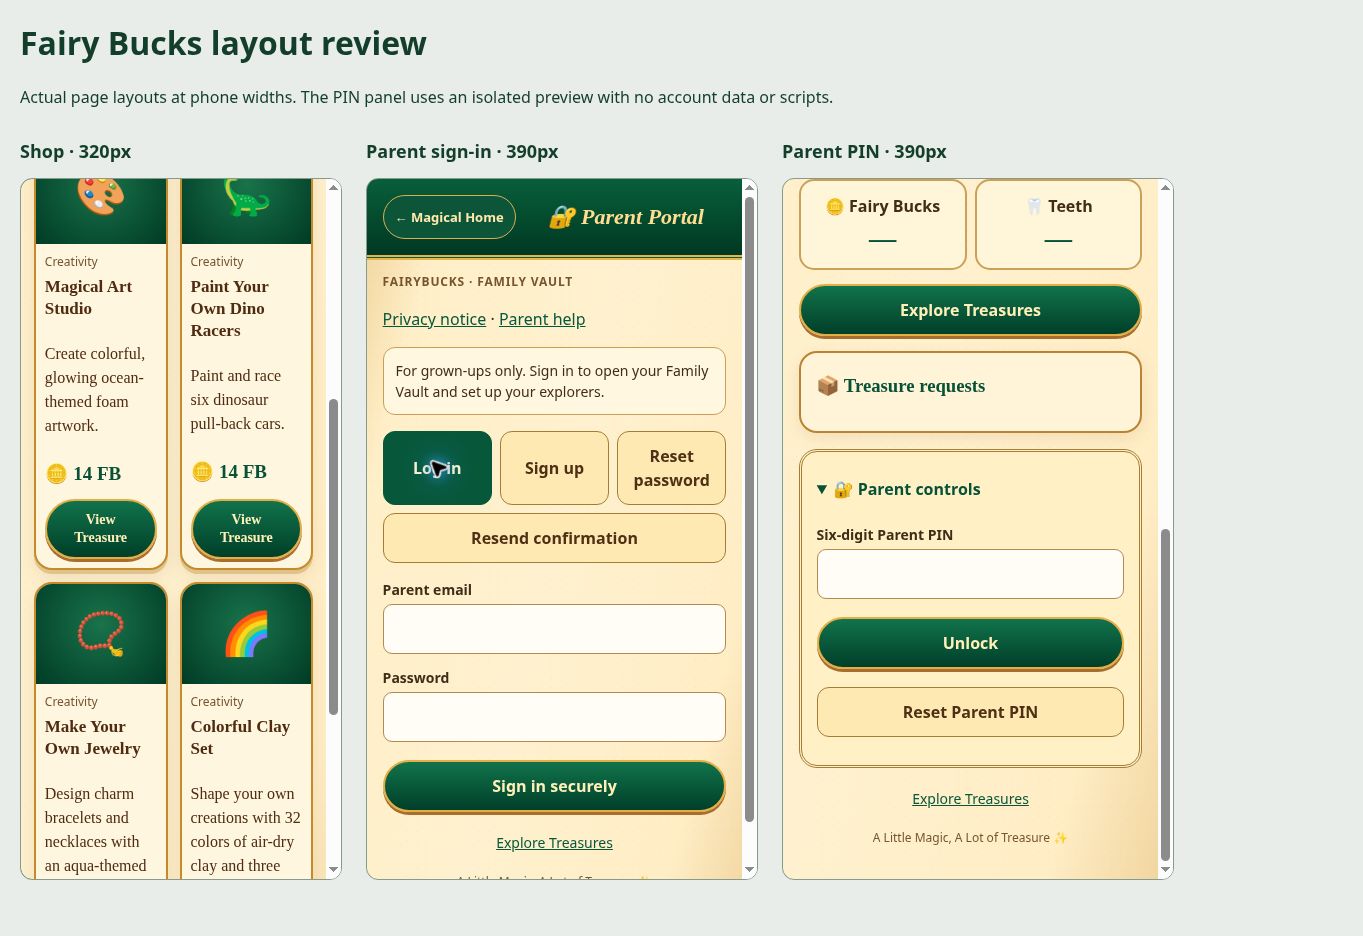 Fairy Bucks layout review
Actual page layouts at phone widths. The PIN panel uses an isolated preview with no account data or scripts.
Shop · 320px
Creativity
Magical Art
Studio
Create colorful,
glowing ocean-
themed foam
artwork.
14 FB
View
Treasure
Creativity
Paint Your
Own Dino
Racers
Paint and race
six dinosaur
pull-back cars.
14 FB
View
Treasure
Creativity
Make Your
Own Jewelry
Design charm
bracelets and
necklaces with
an aqua-themed
Creativity
Colorful Clay
Set
Shape your own
creations with 32
colors of air-dry
clay and three
Parent sign-in · 390px
← Magical Home
Parent Portal
FAIRYBUCKS · FAMILY VAULT
Privacy notice · Parent help
For grown-ups only. Sign in to open your Family
Vault and set up your explorers.
Sign up
Reset
password
Resend confirmation
Parent email
Password
Sign in securely
Explore Treasures
Parent PIN · 390px
Fairy Bucks
—
Teeth
—
Explore Treasures
Treasure requests
▼ Parent controls
Six-digit Parent PIN
Unlock
Reset Parent PIN
Explore Treasures
A Little Magic, A Lot of Treasure ✨